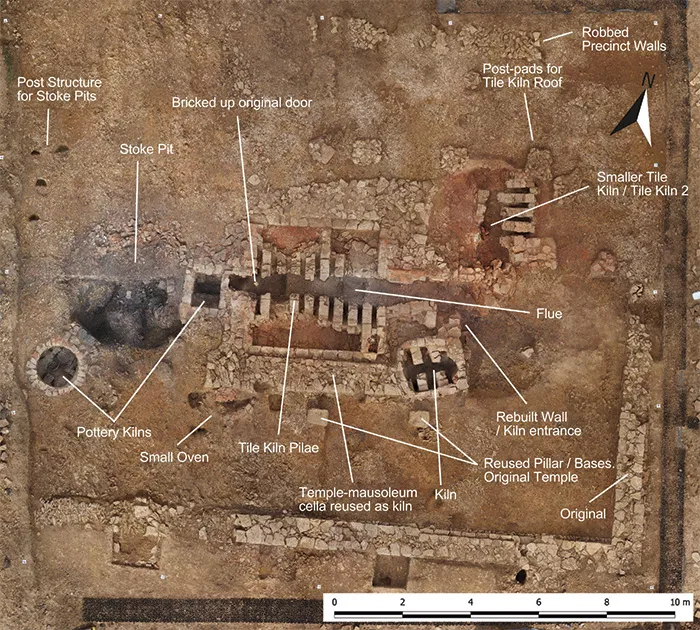 Robbed
Precinct Walls
Post Structure
for Stoke Pits
Post-pads for
Tile Kiln Roof
N
Bricked up original door
Stoke Pit
Smaller Tile
Kiln / Tile Kiln 2
Flue
Pottery Kilns
Small Oven
Tile Kiln Pilae
Rebuilt Wall
/ Kiln entrance
Temple-mausoleum
cella reused as kiln
Kiln
Reused Pillar / Bases.
Original Temple
Original
0 2 4 6 8 10 m